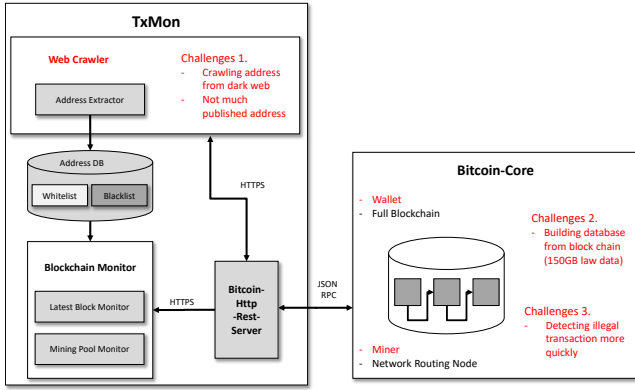 TxMon
Web Crawler
Address Extractor
Challenges 1.
- Crawling address
from dark web
- Not much
published address
Address DB
Whitelist
Blacklist
HTTPS
Blockchain Monitor
Latest Block Monitor
Mining Pool Monitor
HTTPS
Bitcoin-
Http
-Rest-
Server
JSON
RPC
Bitcoin-Core
- Wallet
- Full Blockchain
Challenges 2.
- Building database
from block chain
(150GB law data)
Challenges 3.
- Detecting illegal
transaction more
quickly
- Miner
- Network Routing Node